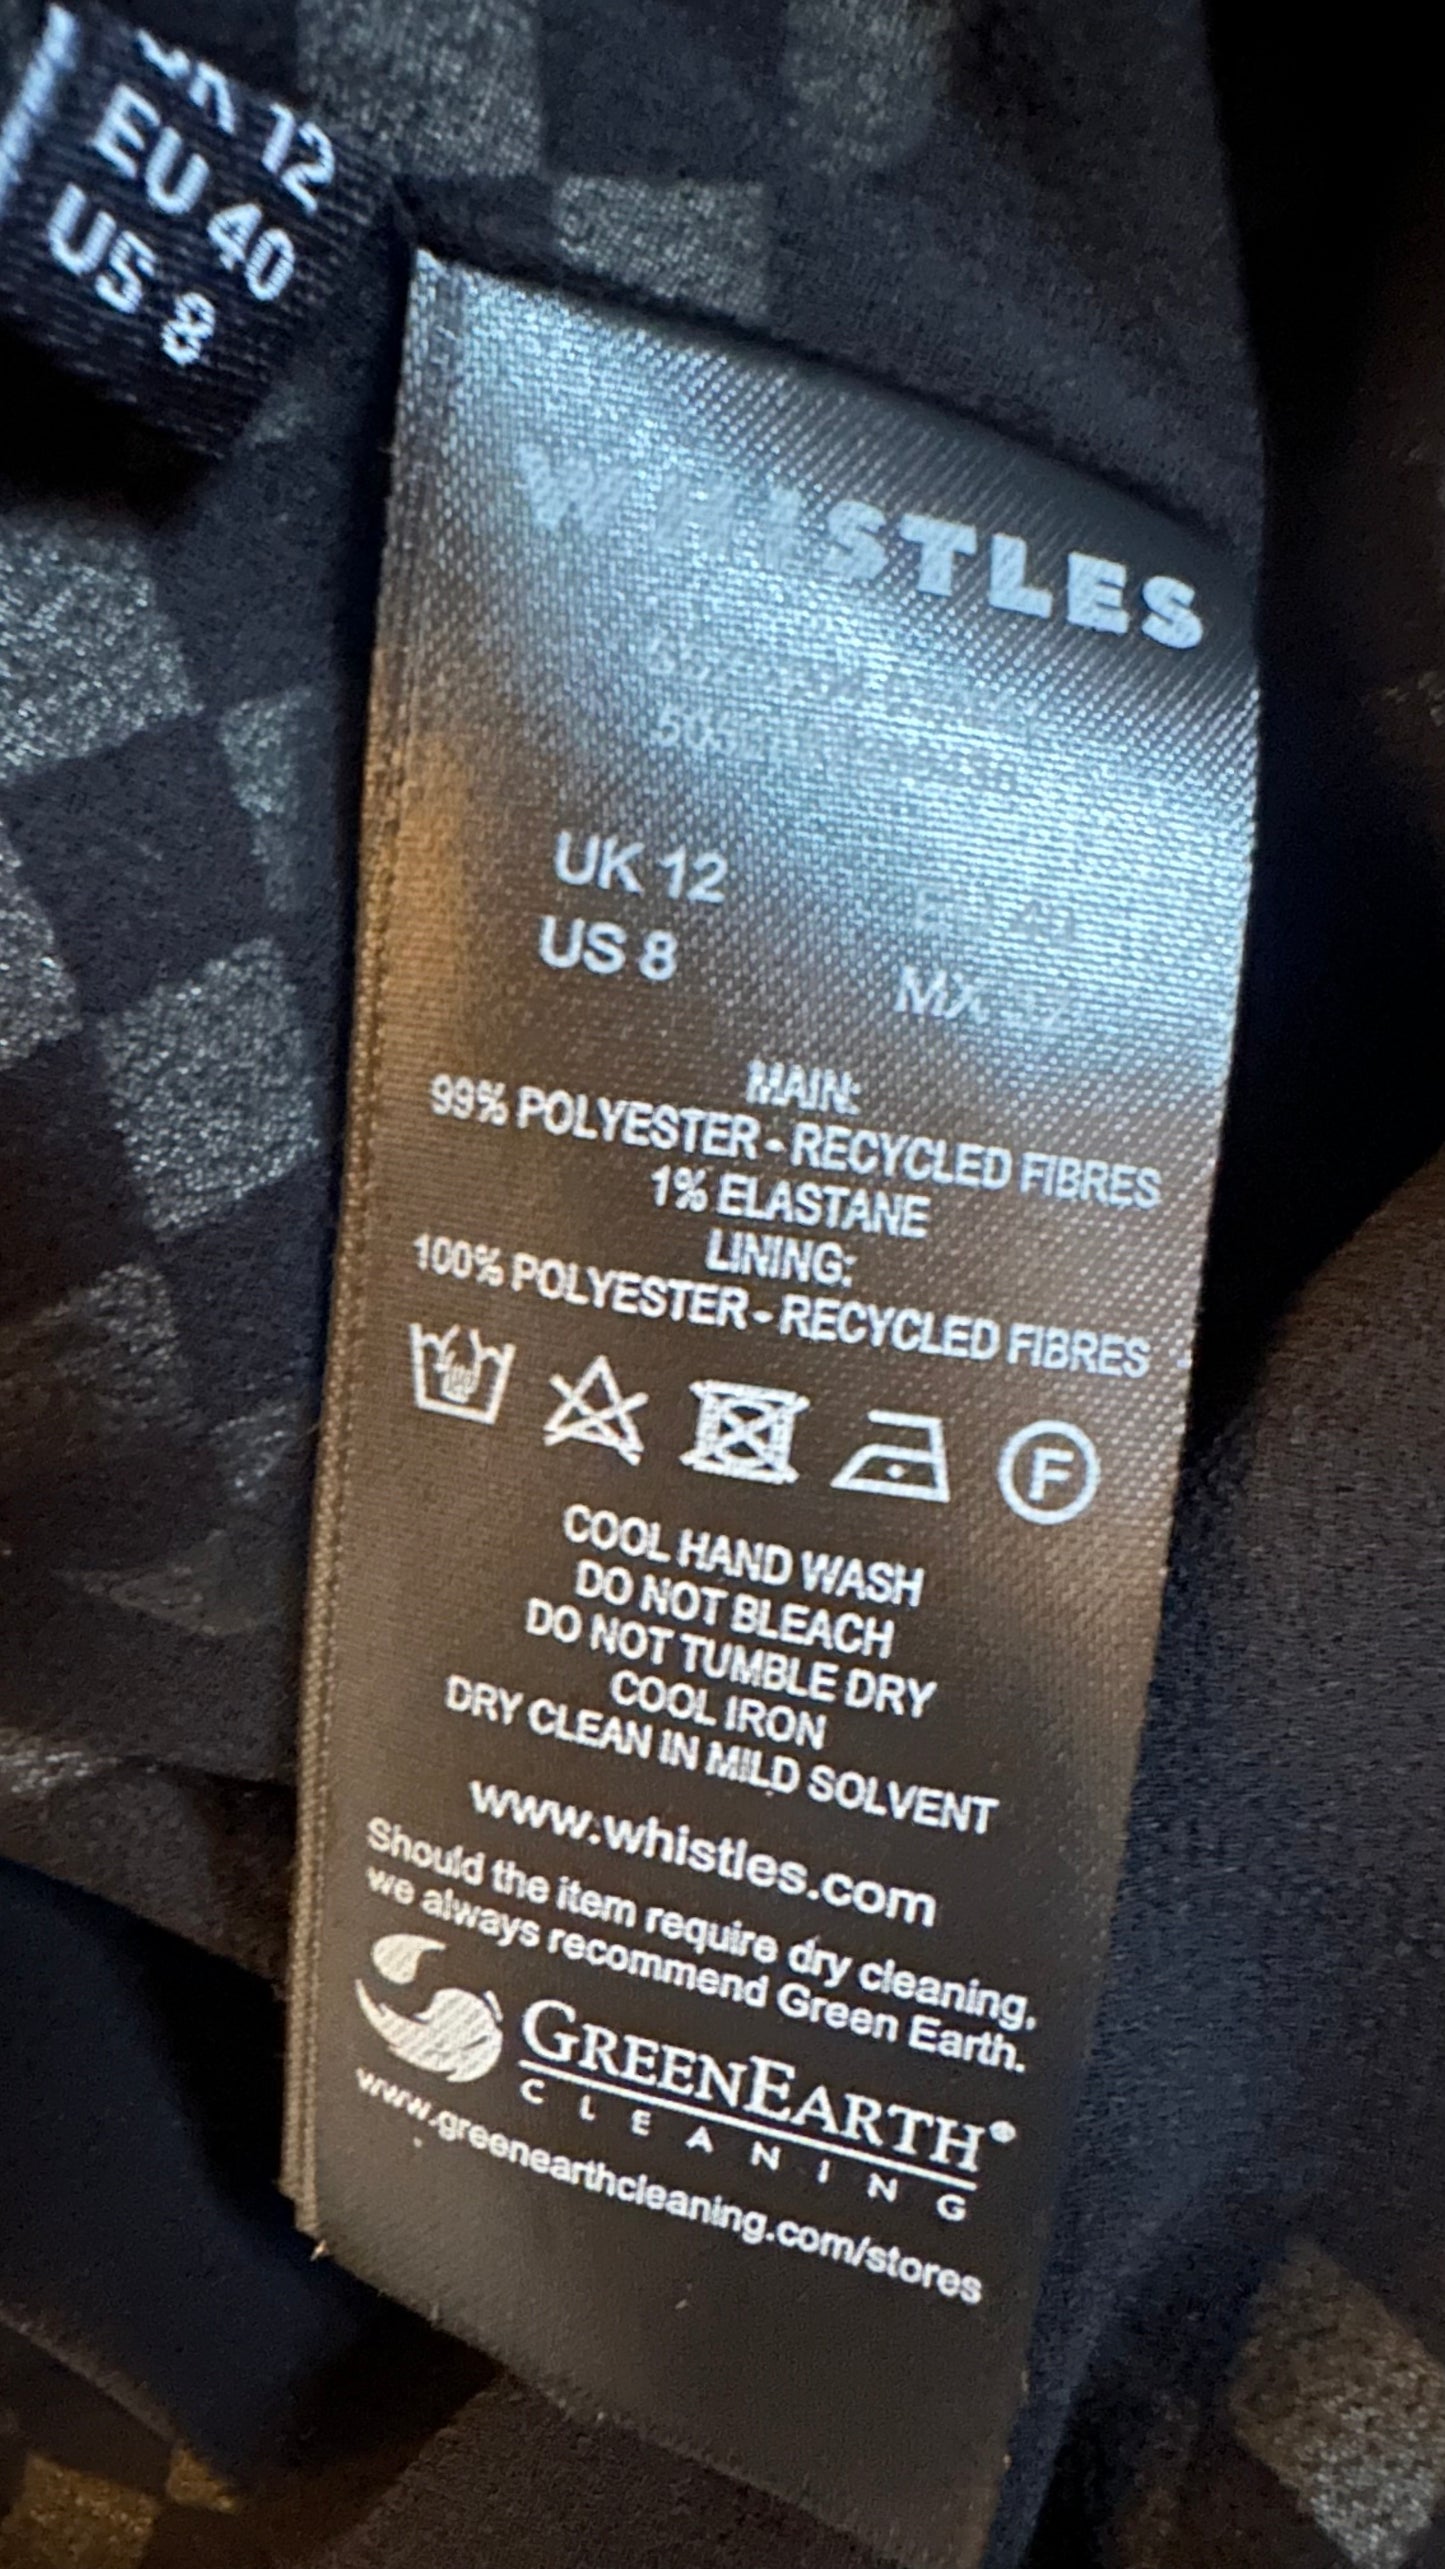 12
EU 40
US 8
WHISTLES
UK 12
US 8
MX
MAIN:
99% POLYESTER - RECYCLED FIBRES
1% ELASTANE
LINING:
100% POLYESTER - RECYCLED FIBRES
F
COOL HAND WASH
DO NOT BLEACH
DO NOT TUMBLE DRY
COOL IRON
DRY CLEAN IN MILD SOLVENT
www.whistles.com
Should the item require dry cleaning,
we always recommend Green Earth.
GREENEARTH®
CLEANING
www.greenearthcleaning.com/stores